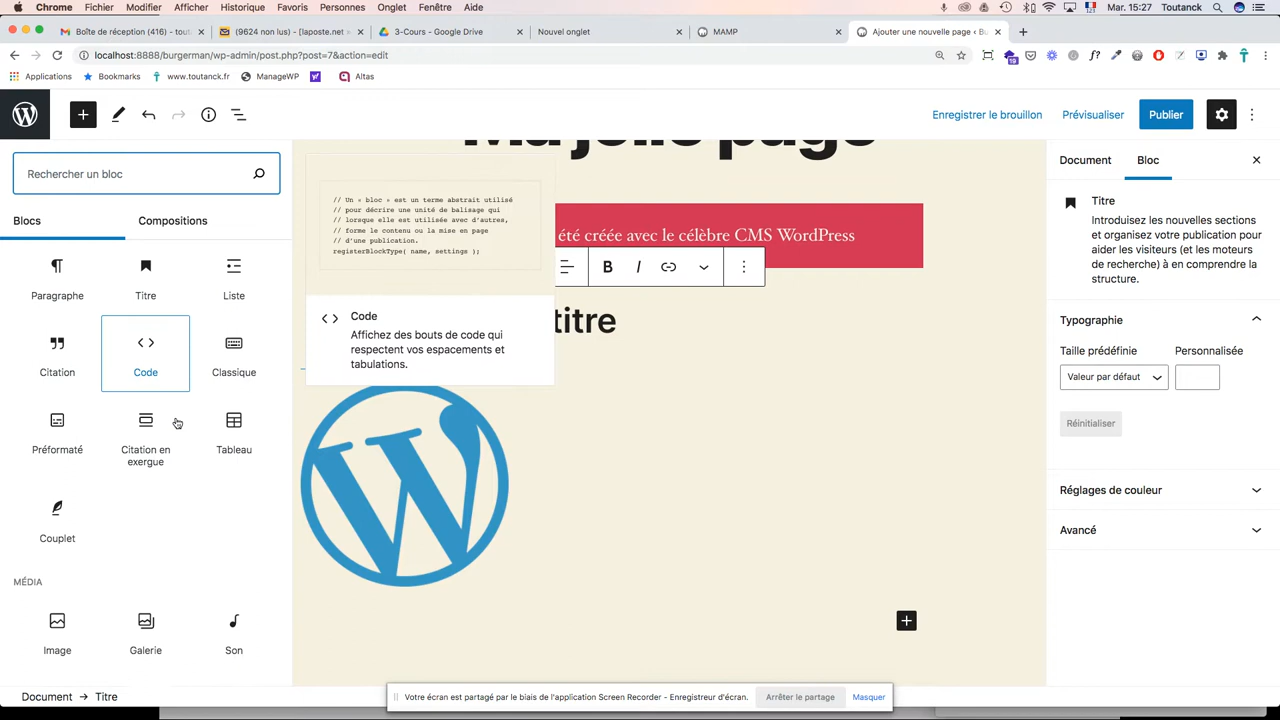 Chrome Fichier Modifier Afficher Historique Favoris Personnes Onglet Fenêtre Aide Mar. 15:27 Toutanck
Boîte de réception (416) - tout (9624 non lus) [laposte.net 3-Cours - Google Drive Nouvel onglet MAMP Ajouter une nouvelle page ‹ Bu
localhost:8888/burgerman/wp-admin/post.php?post=7&action=edit
19
Applications Bookmarks www.toutanck.fr ManageWP Altas
Enregistrer le brouillon Prévisualiser Publier
Ma jolie page
Rechercher un bloc
Document Bloc
Blocs Compositions
// Un « bloc » est un terme abstrait utilisé
// pour décrire une unité de balisage qui
// lorsque elle est utilisée avec d'autres,
// forme le contenu ou la mise en page
// d'une publication.
registerBlockType( name, settings );
été créée avec le célèbre CMS WordPress
B I
titre
Code
Affichez des bouts de code qui
respectent vos espacements et
tabulations.
Paragraphe Titre Liste
Citation Code Classique
Préformaté Citation en exergue Tableau
Couplet
MÉDIA
Image Galerie Son
Titre
Introduisez les nouvelles sections
et organisez votre publication pour
aider les visiteurs (et les moteurs
de recherche) à en comprendre la
structure.
Typographie
Taille prédéfinie Personnalisée
Valeur par défaut
Réinitialiser
Réglages de couleur
Avancé
Document → Titre
Votre écran est partagé par le biais de l'application Screen Recorder - Enregistreur d'écran. Arrêter le partage Masquer